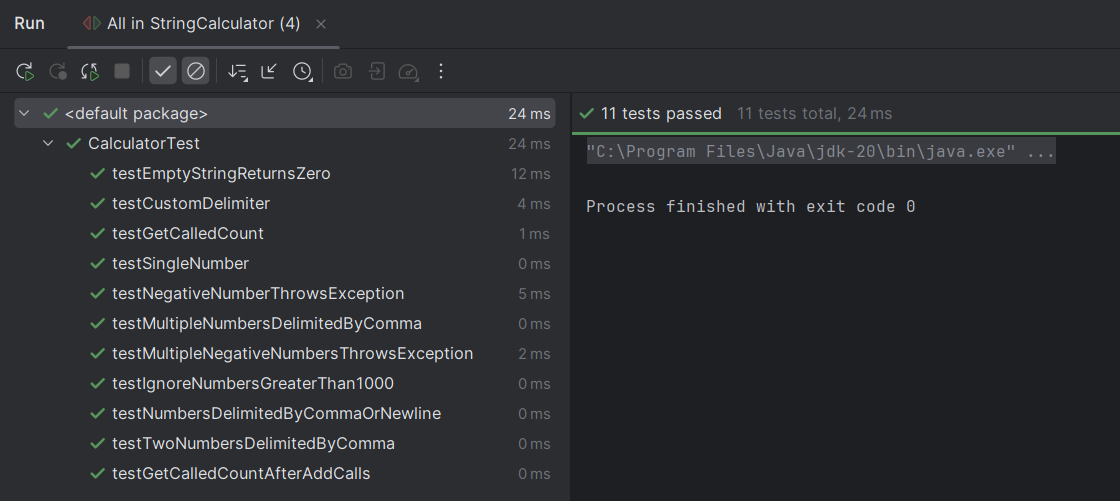 Run All in StringCalculator (4)
<default package> 24 ms
CalculatorTest 24 ms
testEmptyStringReturnsZero 12 ms
testCustomDelimiter 4 ms
testGetCalledCount 1 ms
testSingleNumber 0 ms
testNegativeNumberThrowsException 5 ms
testMultipleNumbersDelimitedByComma 0 ms
testMultipleNegativeNumbersThrowsException 2 ms
testIgnoreNumbersGreaterThan1000 0 ms
testNumbersDelimitedByCommaOrNewline 0 ms
testTwoNumbersDelimitedByComma 0 ms
testGetCalledCountAfterAddCalls 0 ms
11 tests passed 11 tests total, 24 ms
"C:\Program Files\Java\jdk-20\bin\java.exe" ...
Process finished with exit code 0